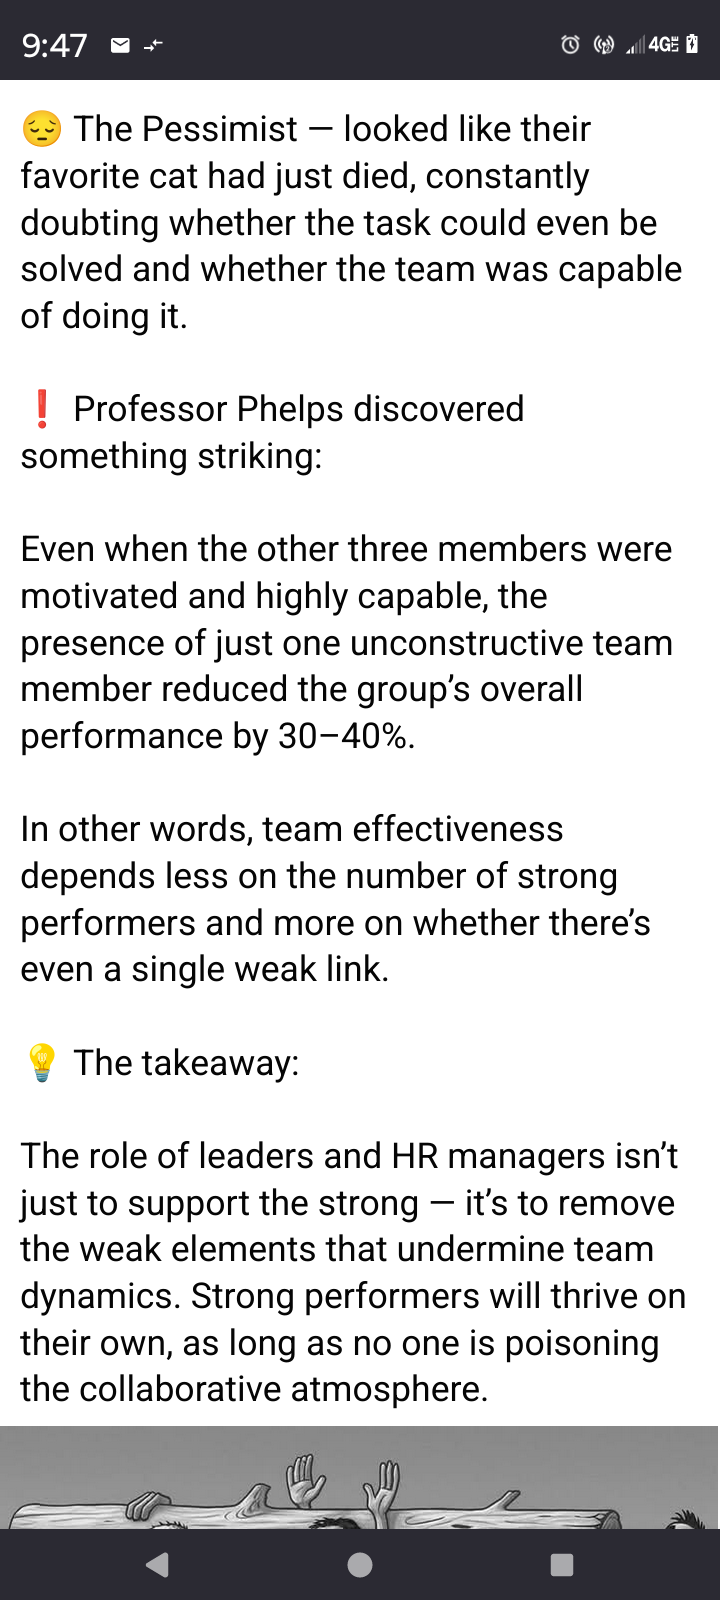 9:47 4G LTE
😔 The Pessimist — looked like their
favorite cat had just died, constantly
doubting whether the task could even be
solved and whether the team was capable
of doing it.
❗ Professor Phelps discovered
something striking:
Even when the other three members were
motivated and highly capable, the
presence of just one unconstructive team
member reduced the group’s overall
performance by 30–40%.
In other words, team effectiveness
depends less on the number of strong
performers and more on whether there’s
even a single weak link.
💡 The takeaway:
The role of leaders and HR managers isn’t
just to support the strong — it’s to remove
the weak elements that undermine team
dynamics. Strong performers will thrive on
their own, as long as no one is poisoning
the collaborative atmosphere.